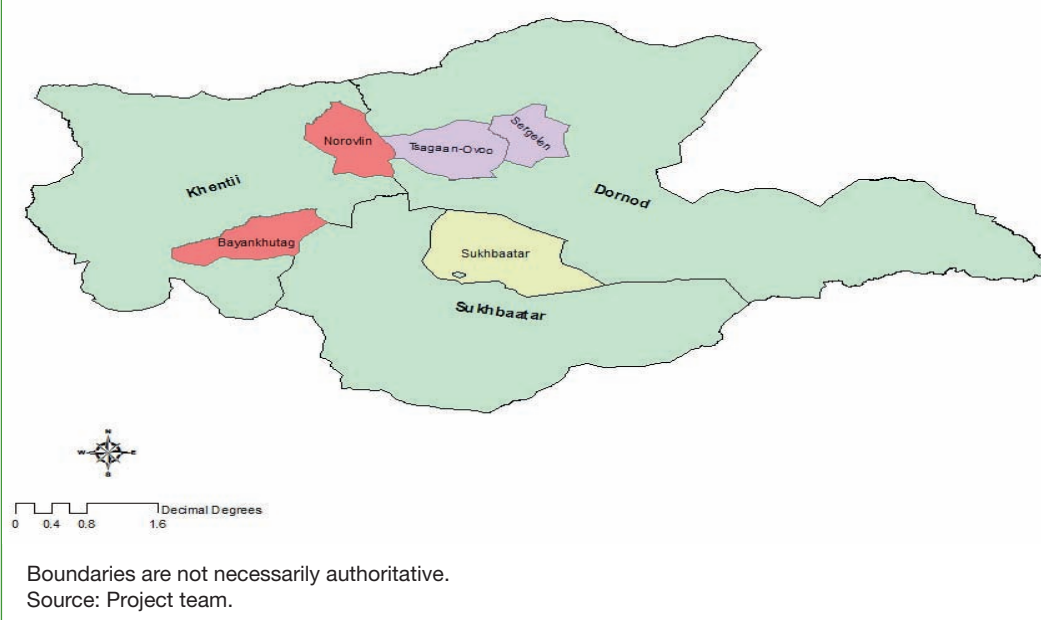 Norovlin
Tsagaan-Ovoo
Sergelen
Khentii
Dornod
Bayankhutag
Sukhbaatar
Sukhbaatar
N
W E
S
Decimal Degrees
0 0.4 0.8 1.6
Boundaries are not necessarily authoritative.
Source: Project team.